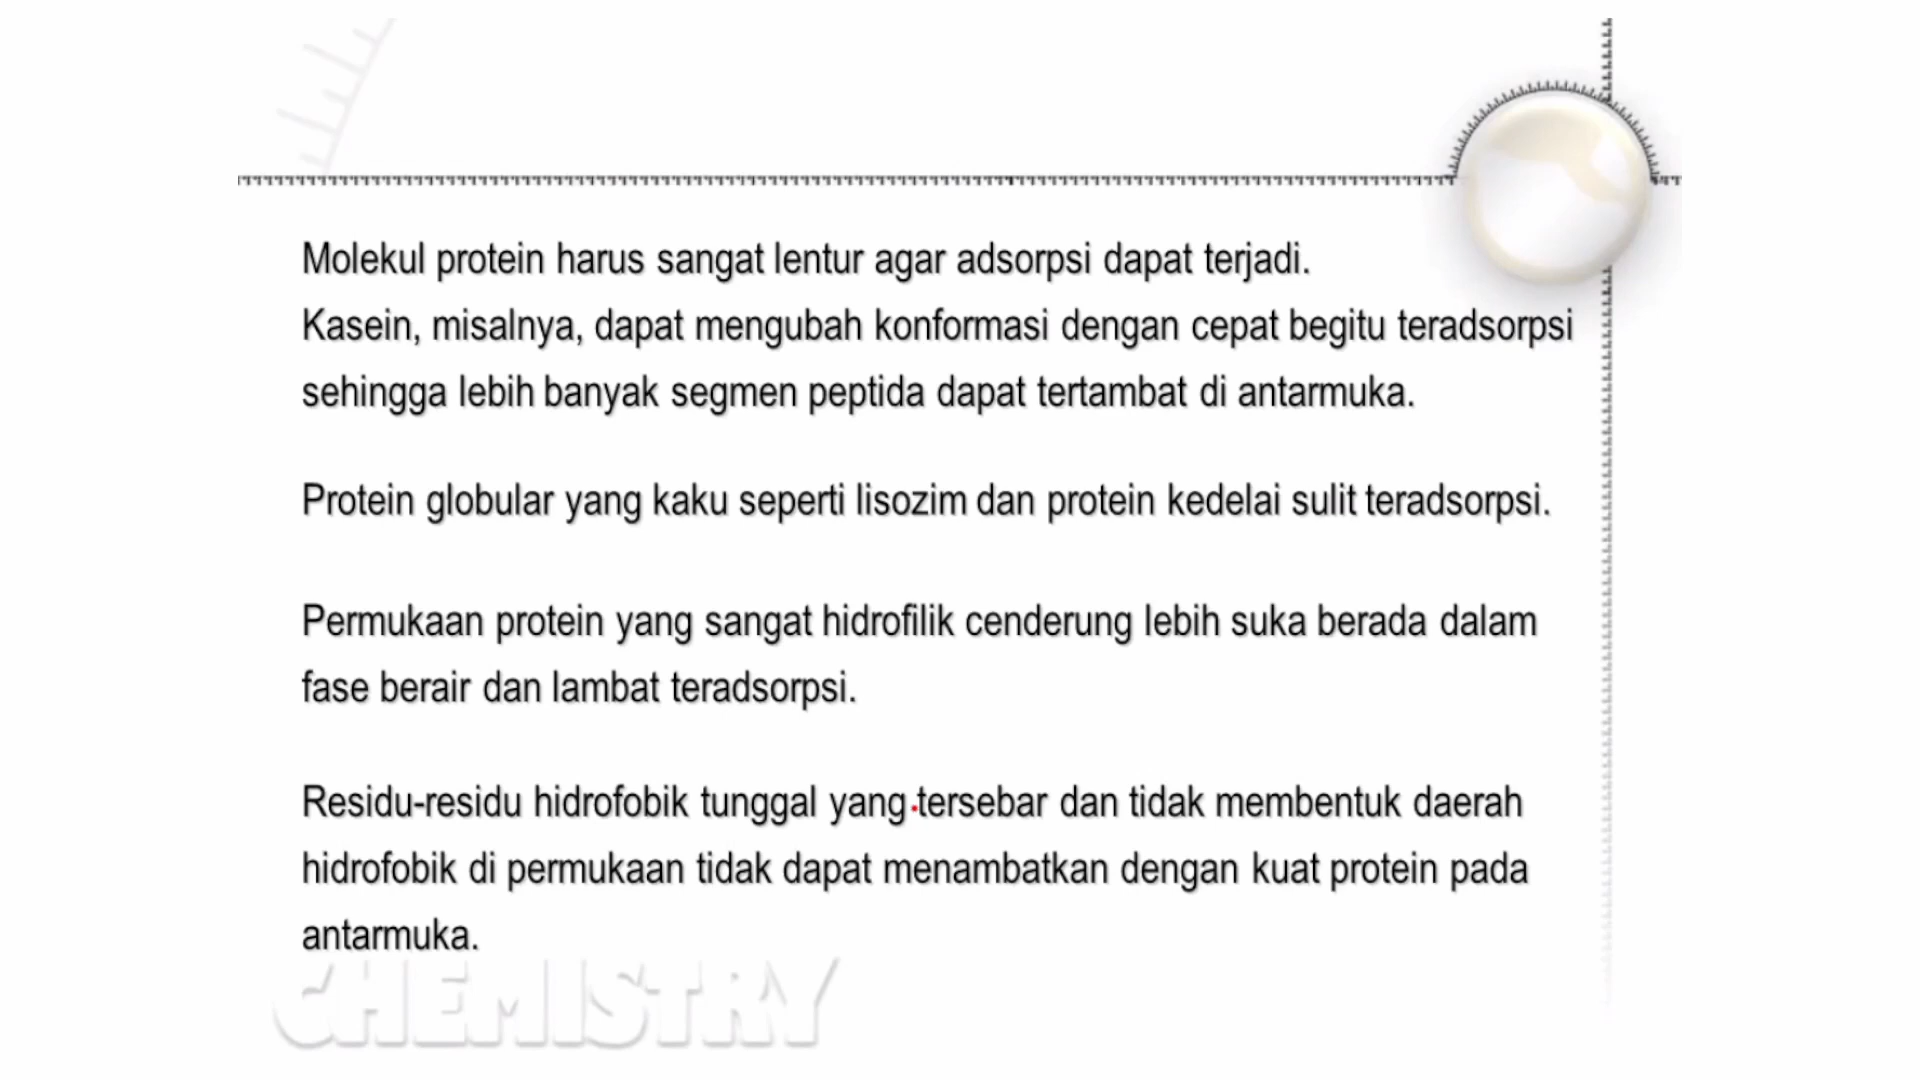 Molekul protein harus sangat lentur agar adsorpsi dapat terjadi.
Kasein, misalnya, dapat mengubah konformasi dengan cepat begitu teradsorpsi
sehingga lebih banyak segmen peptida dapat tertambat di antarmuka.
Protein globular yang kaku seperti lisozim dan protein kedelai sulit teradsorpsi.
Permukaan protein yang sangat hidrofilik cenderung lebih suka berada dalam
fase berair dan lambat teradsorpsi.
Residu-residu hidrofobik tunggal yang tersebar dan tidak membentuk daerah
hidrofobik di permukaan tidak dapat menambatkan dengan kuat protein pada
antarmuka.
CHEMISTRY